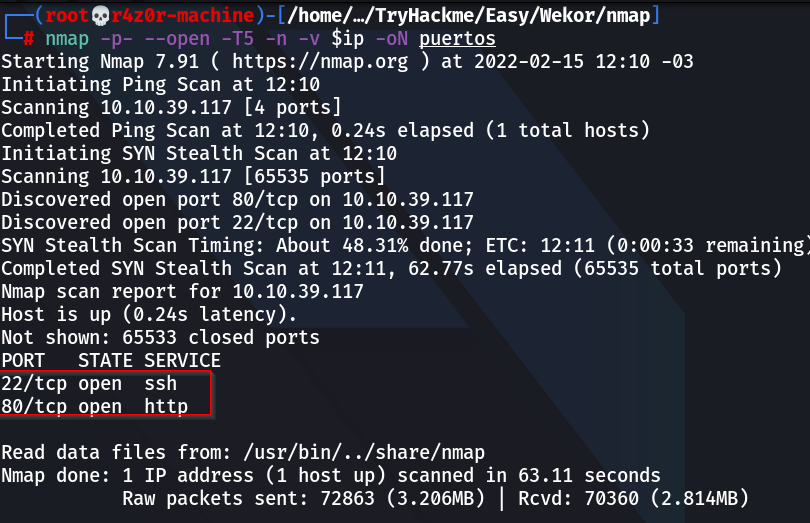 ┌──(root💀r4z0r-machine)-[/home/…/TryHackme/Easy/Wekor/nmap]
└─# nmap -p- --open -T5 -n -v $ip -oN puertos
Starting Nmap 7.91 ( https://nmap.org ) at 2022-02-15 12:10 -03
Initiating Ping Scan at 12:10
Scanning 10.10.39.117 [4 ports]
Completed Ping Scan at 12:10, 0.24s elapsed (1 total hosts)
Initiating SYN Stealth Scan at 12:10
Scanning 10.10.39.117 [65535 ports]
Discovered open port 80/tcp on 10.10.39.117
Discovered open port 22/tcp on 10.10.39.117
SYN Stealth Scan Timing: About 48.31% done; ETC: 12:11 (0:00:33 remaining)
Completed SYN Stealth Scan at 12:11, 62.77s elapsed (65535 total ports)
Nmap scan report for 10.10.39.117
Host is up (0.24s latency).
Not shown: 65533 closed ports
PORT   STATE SERVICE
22/tcp open  ssh
80/tcp open  http
Read data files from: /usr/bin/../share/nmap
Nmap done: 1 IP address (1 host up) scanned in 63.11 seconds
           Raw packets sent: 72863 (3.206MB) | Rcvd: 70360 (2.814MB)